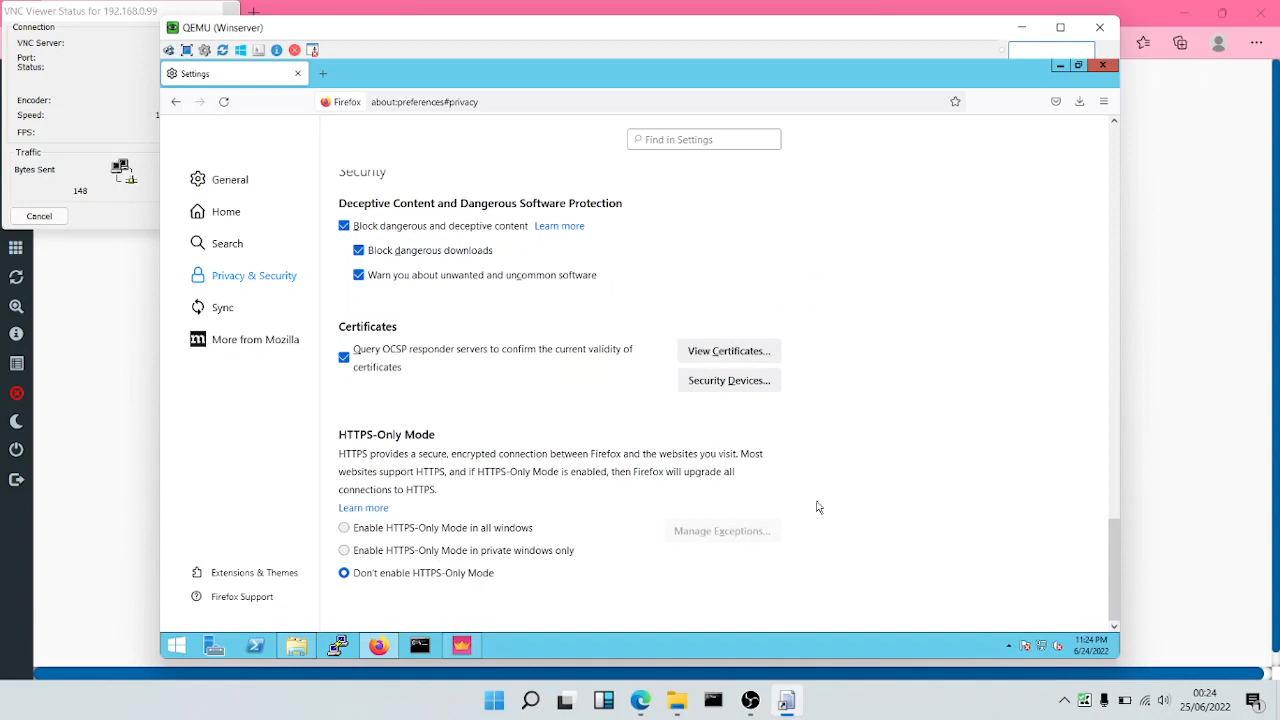 VNC Viewer Status for 192.168.0.99
Connection
VNC Server:
Port:
Status:
Encoder:
Speed:
1
FPS:
Traffic
Bytes Sent
148
Cancel
QEMU (Winserver)
Settings
Firefox
about:preferences#privacy
Find in Settings
General
Home
Search
Privacy & Security
Sync
More from Mozilla
Extensions & Themes
Firefox Support
Security
Deceptive Content and Dangerous Software Protection
Block dangerous and deceptive content Learn more
Block dangerous downloads
Warn you about unwanted and uncommon software
Certificates
Query OCSP responder servers to confirm the current validity of
certificates
View Certificates...
Security Devices...
HTTPS-Only Mode
HTTPS provides a secure, encrypted connection between Firefox and the websites you visit. Most
websites support HTTPS, and if HTTPS-Only Mode is enabled, then Firefox will upgrade all
connections to HTTPS.
Learn more
Enable HTTPS-Only Mode in all windows
Manage Exceptions...
Enable HTTPS-Only Mode in private windows only
Don't enable HTTPS-Only Mode
11:24 PM
6/24/2022
00:24
25/06/2022
1